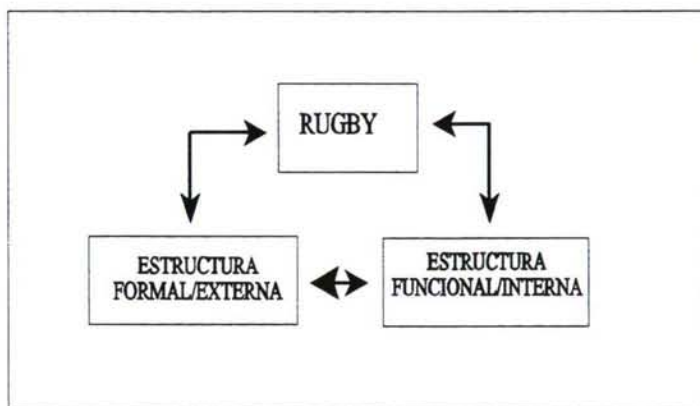 RUGBY
ESTRUCTURA
FORMAL/EXTERNA
ESTRUCTURA
FUNCIONAL/INTERNA